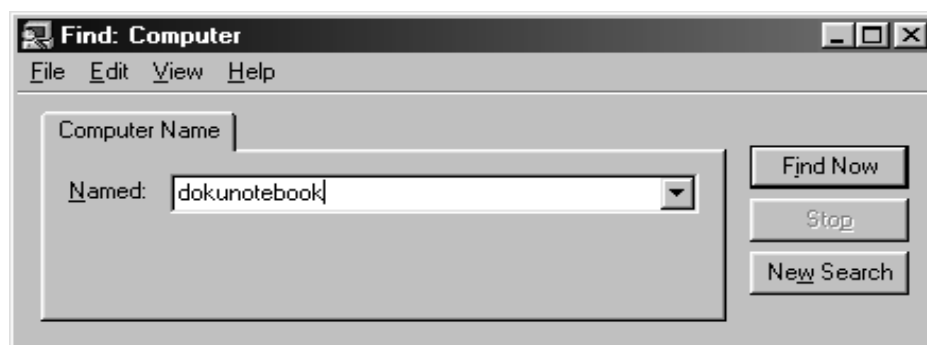 Find: Computer
File Edit View Help
Computer Name
Named: dokunotebook
Find Now
Stop
New Search